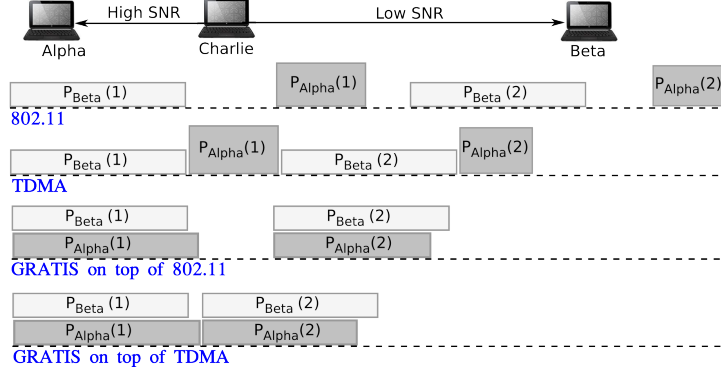 High SNR Low SNR
Alpha Charlie Beta
P_Beta (1) P_Alpha(1) P_Beta (2) P_Alpha(2)
802.11
P_Beta (1) P_Alpha(1) P_Beta (2) P_Alpha(2)
TDMA
P_Beta (1) P_Beta (2)
P_Alpha(1) P_Alpha(2)
GRATIS on top of 802.11
P_Beta (1) P_Beta (2)
P_Alpha(1) P_Alpha(2)
GRATIS on top of TDMA